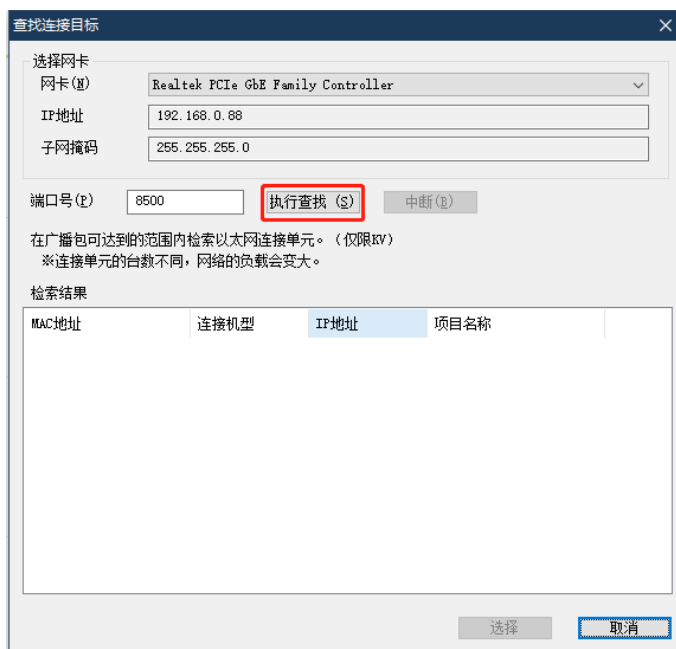 查找连接目标
选择网卡
网卡(N) Realtek PCIe GbE Family Controller
IP地址 192.168.0.88
子网掩码 255.255.255.0
端口号(P) 8500 执行查找 (S) 中断(B)
在广播包可达到的范围内检索以太网连接单元。(仅限KV)
※连接单元的台数不同,网络的负载会变大。
检索结果
MAC地址 连接机型 IP地址 项目名称
选择 取消